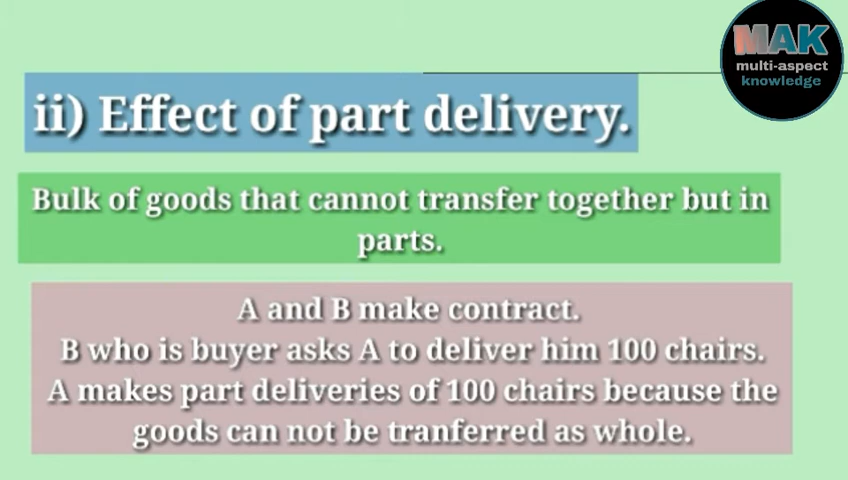 MAK
multi-aspect
knowledge
ii) Effect of part delivery.
Bulk of goods that cannot transfer together but in
parts.
A and B make contract.
B who is buyer asks A to deliver him 100 chairs.
A makes part deliveries of 100 chairs because the
goods can not be tranferred as whole.